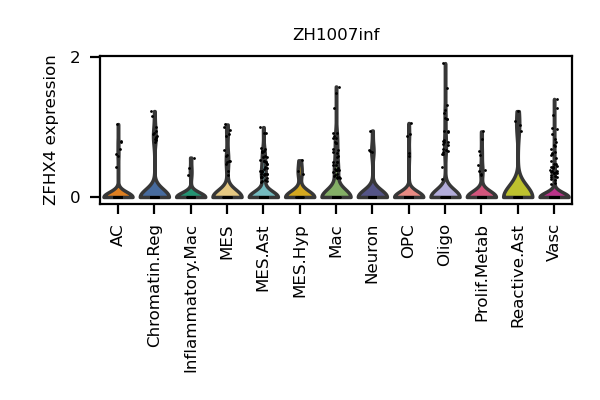 ZH1007inf
ZFHX4 expression
2
0
AC
Chromatin.Reg
Inflammatory.Mac
MES
MES.Ast
MES.Hyp
Mac
Neuron
OPC
Oligo
Prolif.Metab
Reactive.Ast
Vasc